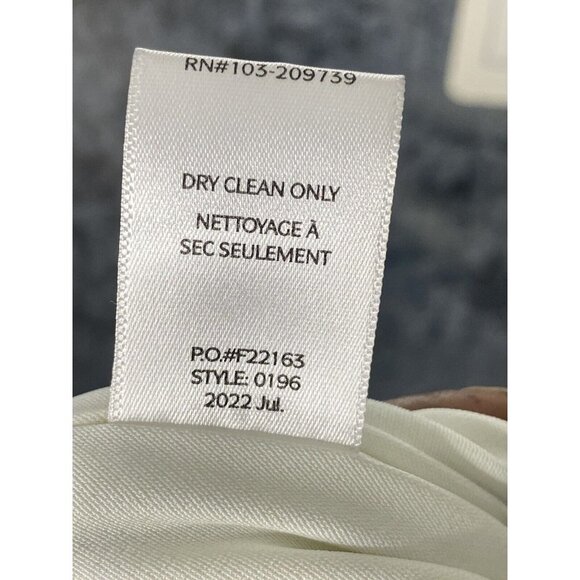 RN#103-209739
DRY CLEAN ONLY
NETTOYAGE À
SEC SEULEMENT
P.O.#F22163
STYLE: 0196
2022 Jul.